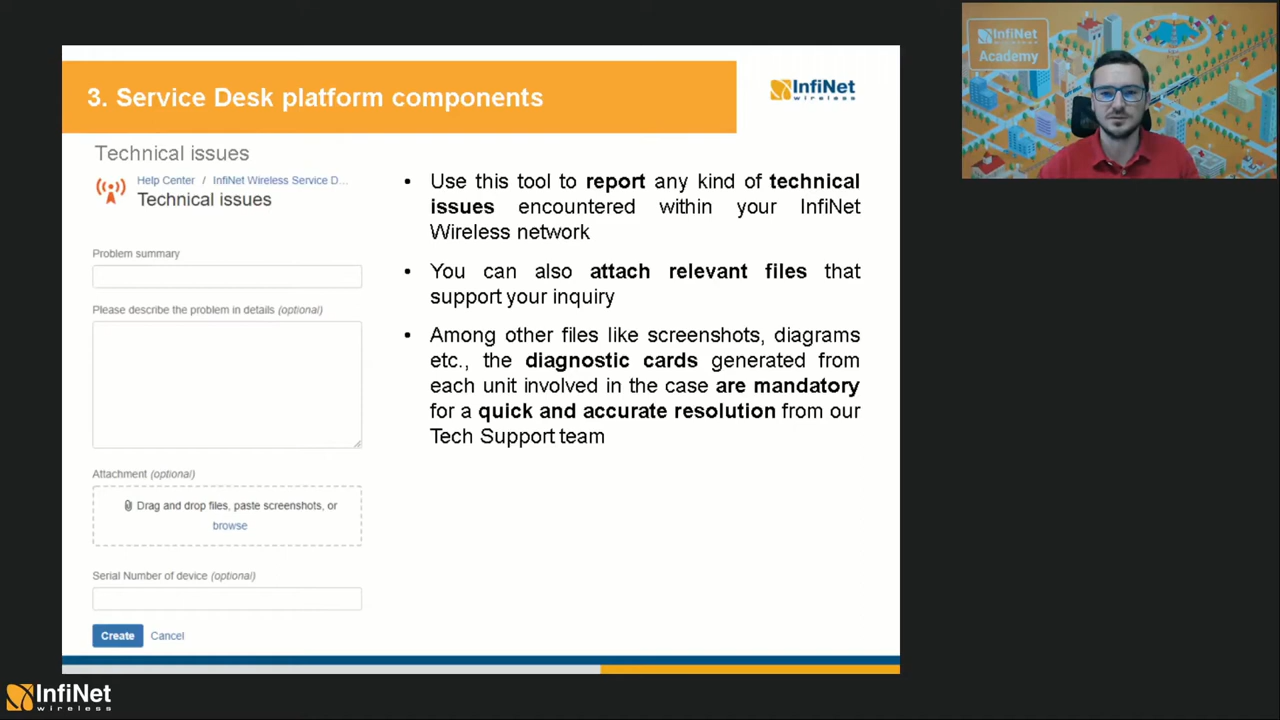 3. Service Desk platform components
InfiNet
wireless
Technical issues
Help Center / InfiNet Wireless Service D...
Technical issues
Problem summary
Please describe the problem in details (optional)
Attachment (optional)
Drag and drop files, paste screenshots, or
browse
Serial Number of device (optional)
Create Cancel
• Use this tool to report any kind of technical
issues encountered within your InfiNet
Wireless network
• You can also attach relevant files that
support your inquiry
• Among other files like screenshots, diagrams
etc., the diagnostic cards generated from
each unit involved in the case are mandatory
for a quick and accurate resolution from our
Tech Support team
InfiNet
wireless
Academy
InfiNet
wireless